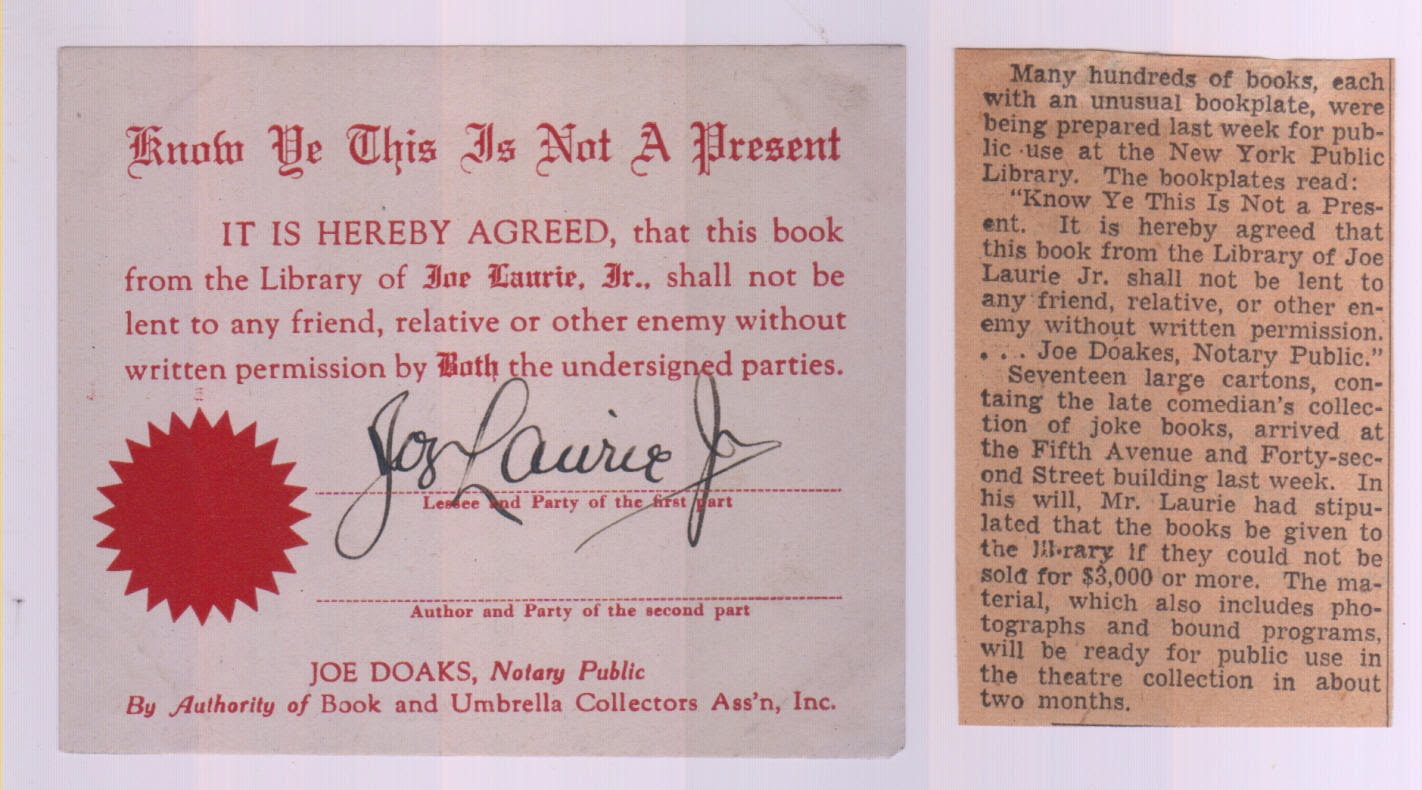 Know Ye This Is Not A Present
IT IS HEREBY AGREED, that this book
from the Library of Joe Laurie, Jr., shall not be
lent to any friend, relative or other enemy without
written permission by Both the undersigned parties.
Joe Laurie Jr
Lessee and Party of the first part
Author and Party of the second part
JOE DOAKS, Notary Public
By Authority of Book and Umbrella Collectors Ass'n, Inc.
Many hundreds of books, each
with an unusual bookplate, were
being prepared last week for pub-
lic use at the New York Public
Library. The bookplates read:
"Know Ye This Is Not a Pres-
ent. It is hereby agreed that
this book from the Library of Joe
Laurie Jr. shall not be lent to
any friend, relative, or other en-
emy without written permission.
. . . Joe Doakes, Notary Public."
Seventeen large cartons, con-
taing the late comedian's collec-
tion of joke books, arrived at
the Fifth Avenue and Forty-sec-
ond Street building last week. In
his will, Mr. Laurie had stipu-
lated that the books be given to
the library if they could not be
sold for $3,000 or more. The ma-
terial, which also includes pho-
tographs and bound programs,
will be ready for public use in
the theatre collection in about
two months.